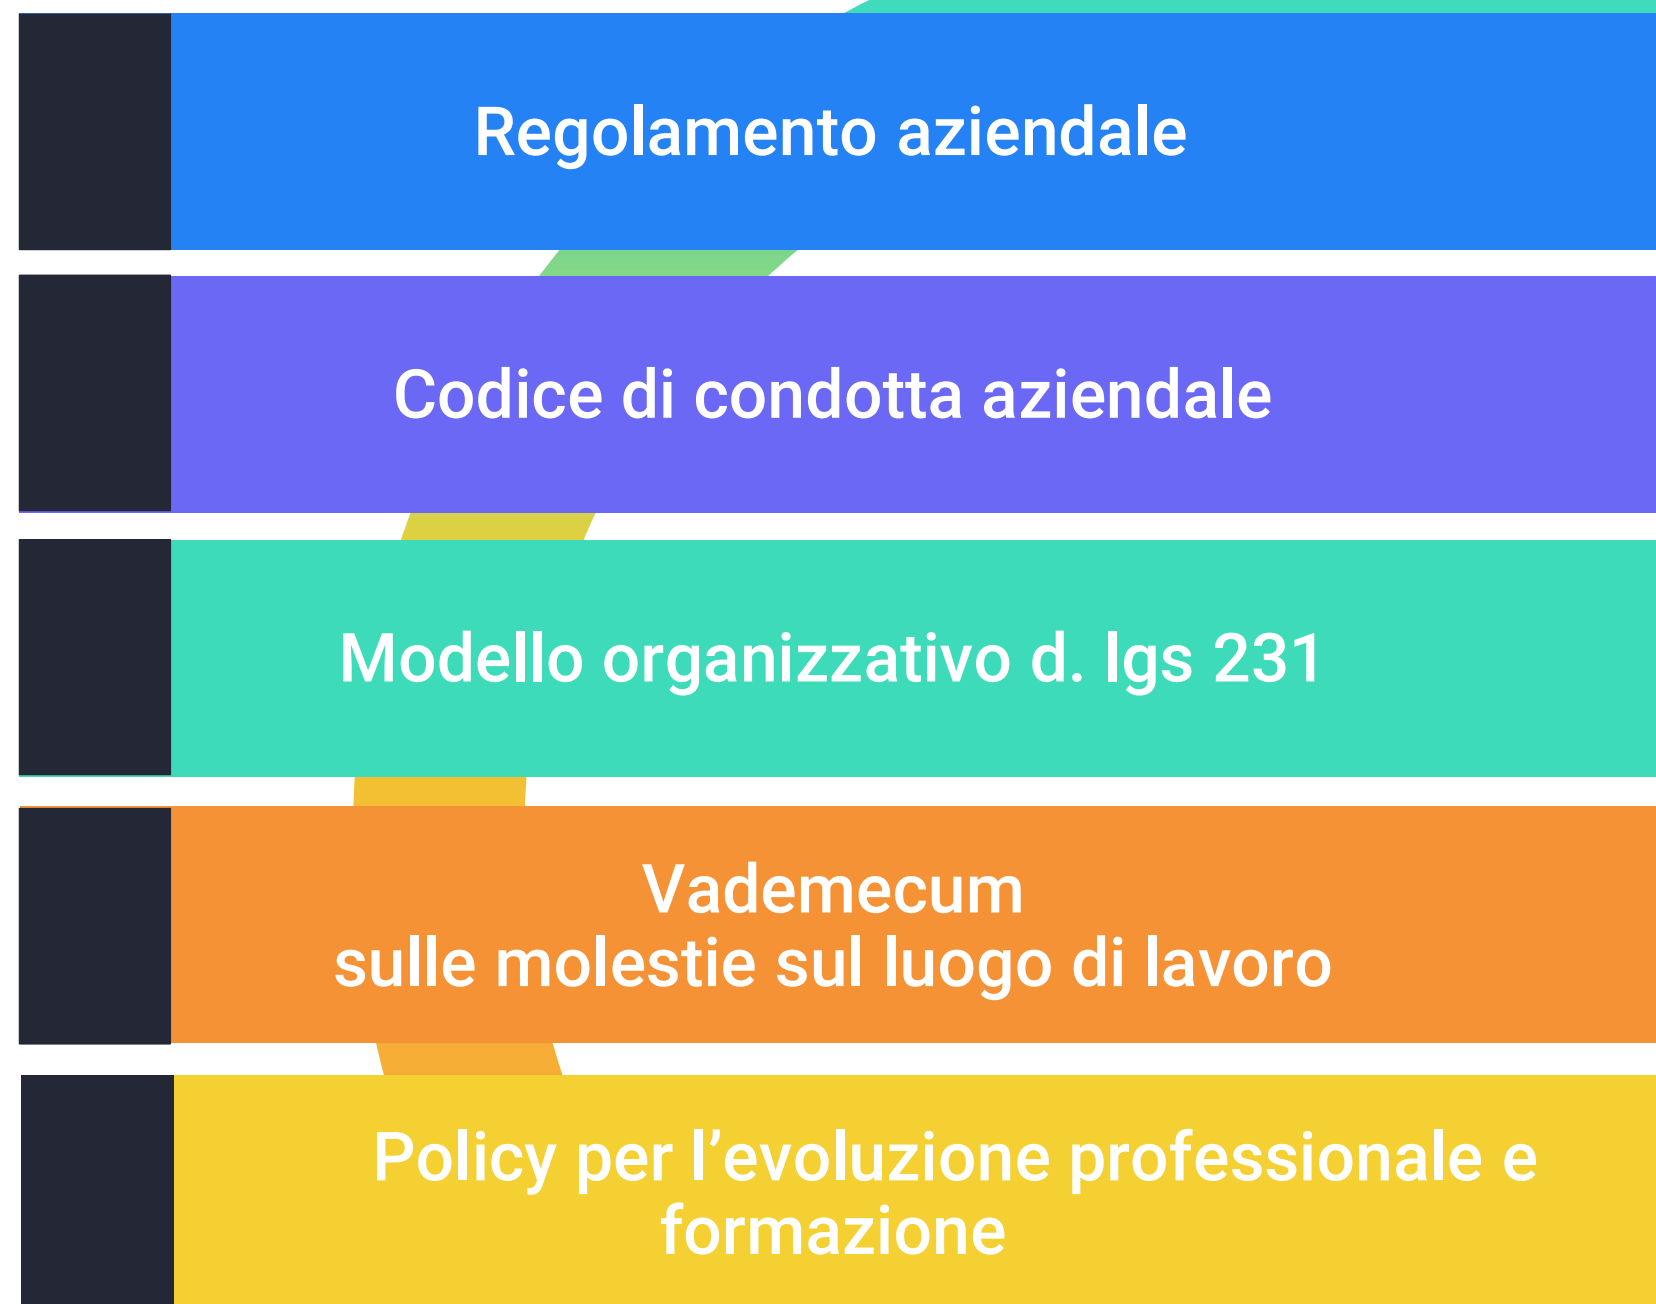 Regolamento aziendale
Codice di condotta aziendale
Modello organizzativo d. lgs 231
Vademecum
sulle molestie sul luogo di lavoro
Policy per l’evoluzione professionale e
formazione